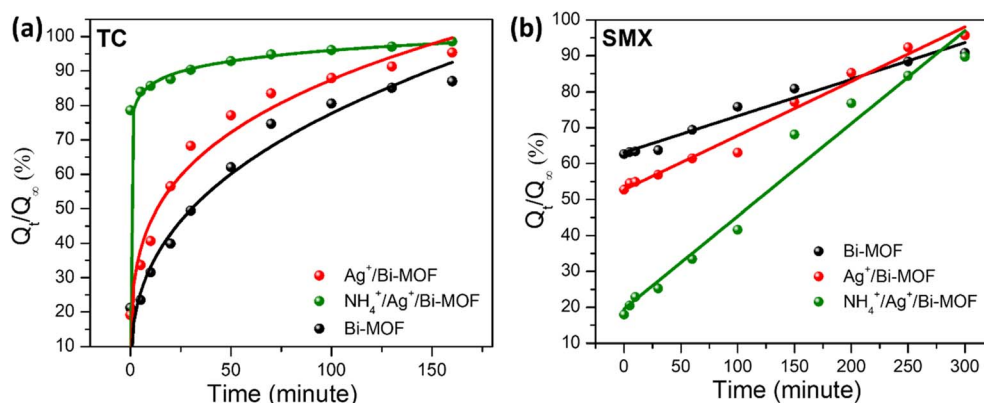 (a)
TC
Qt/Q∞ (%)
100
90
80
70
60
50
40
30
20
10
Ag⁺/Bi-MOF
NH₄⁺/Ag⁺/Bi-MOF
Bi-MOF
0 50 100 150
Time (minute)
(b)
SMX
Qt/Q∞ (%)
100
90
80
70
60
50
40
30
20
10
Bi-MOF
Ag⁺/Bi-MOF
NH₄⁺/Ag⁺/Bi-MOF
0 50 100 150 200 250 300
Time (minute)